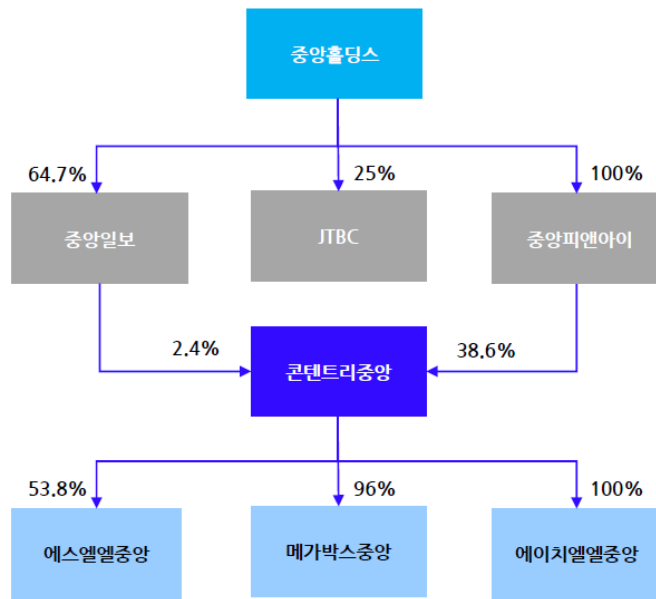 중앙홀딩스
64.7%
25%
100%
중앙일보
JTBC
중앙피앤아이
2.4%
38.6%
콘텐트리중앙
53.8%
96%
100%
에스엘엘중앙
메가박스중앙
에이치엘엘중앙